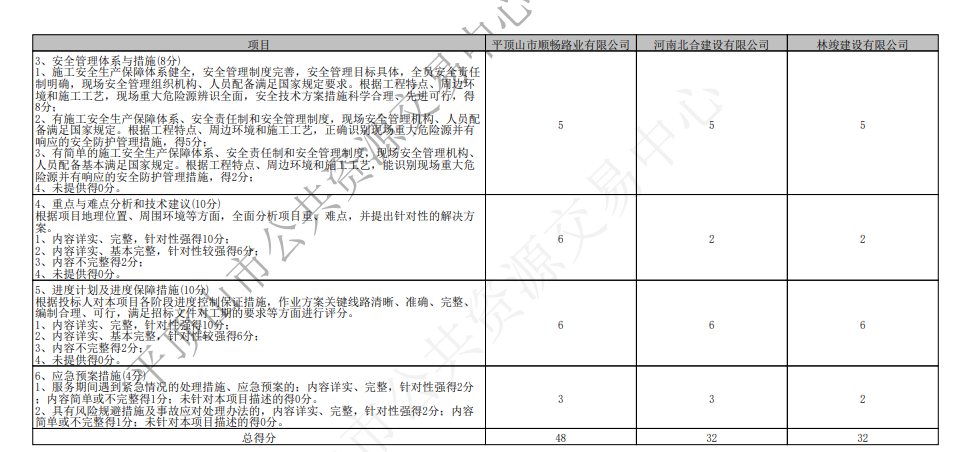 项目 平顶山市顺畅路业有限公司 河南北合建设有限公司 林竣建设有限公司
3、安全管理体系与措施(8分)
1、施工安全生产保障体系健全，安全管理制度完善，安全管理目标具体，全员安全责任
制明确，现场安全管理组织机构、人员配备满足国家规定要求。根据工程特点、周边环
境和施工工艺，现场重大危险源辨识全面，安全技术方案措施科学合理、先进可行，得
8分；
2、有施工安全生产保障体系、安全责任制和安全管理制度，现场安全管理机构、人员配
备满足国家规定。根据工程特点、周边环境和施工工艺，正确识别现场重大危险源并有
响应的安全防护管理措施，得5分；
3、有简单的施工安全生产保障体系、安全责任制和安全管理制度，现场安全管理机构、
人员配备基本满足国家规定。根据工程特点、周边环境和施工工艺，能识别现场重大危
险源并有响应的安全防护管理措施，得2分；
4、未提供得0分。
5 5 5
4、重点与难点分析和技术建议(10分)
根据项目地理位置、周围环境等方面，全面分析项目重、难点，并提出针对性的解决方
案。
1、内容详实、完整，针对性强得10分；
2、内容详实、基本完整，针对性较强得6分；
3、内容不完整得2分；
4、未提供得0分。
6 2 2
5、进度计划及进度保障措施(10分)
根据投标人对本项目各阶段进度控制保证措施，作业方案关键线路清晰、准确、完整、
编制合理、可行，满足招标文件对工期的要求等方面进行评分。
1、内容详实、完整，针对性强得10分；
2、内容详实、基本完整，针对性较强得6分；
3、内容不完整得2分；
4、未提供得0分。
6 6 6
6、应急预案措施(4分)
1、服务期间遇到紧急情况的处理措施、应急预案的；内容详实、完整，针对性强得2分
；内容简单或不完整得1分；未针对本项目描述的得0分。
2、具有风险规避措施及事故应对处理办法的，内容详实、完整，针对性强得2分；内容
简单或不完整得1分；未针对本项目描述的得0分。
3 3 2
总得分 48 32 32
平顶山市公共资源交易中心
市公共资源交易中心